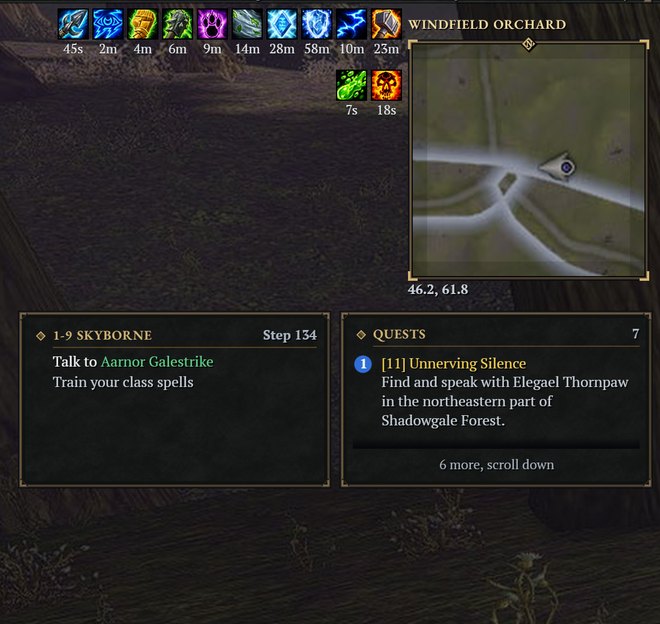 WINDFIELD ORCHARD
45s 2m 4m 6m 9m 14m 28m 58m 10m 23m
7s 18s
N
46.2, 61.8
1-9 SKYBORNE Step 134
Talk to Aarnor Galestrike
Train your class spells
QUESTS 7
1 [11] Unnerving Silence
Find and speak with Elegael Thornpaw
in the northeastern part of
Shadowgale Forest.
6 more, scroll down